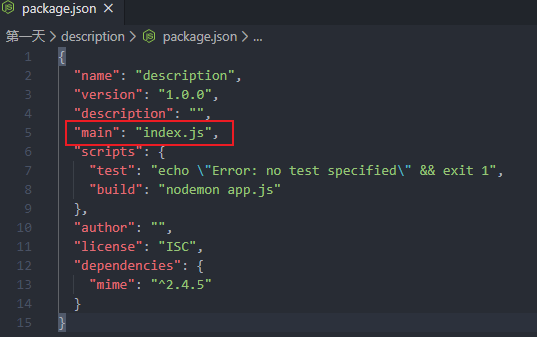 package.json ×
第一天 > description > package.json > ...
1 {
2 "name": "description",
3 "version": "1.0.0",
4 "description": "",
5 "main": "index.js",
6 "scripts": {
7 "test": "echo \"Error: no test specified\" && exit 1",
8 "build": "nodemon app.js"
9 },
10 "author": "",
11 "license": "ISC",
12 "dependencies": {
13 "mime": "^2.4.5"
14 }
15 }